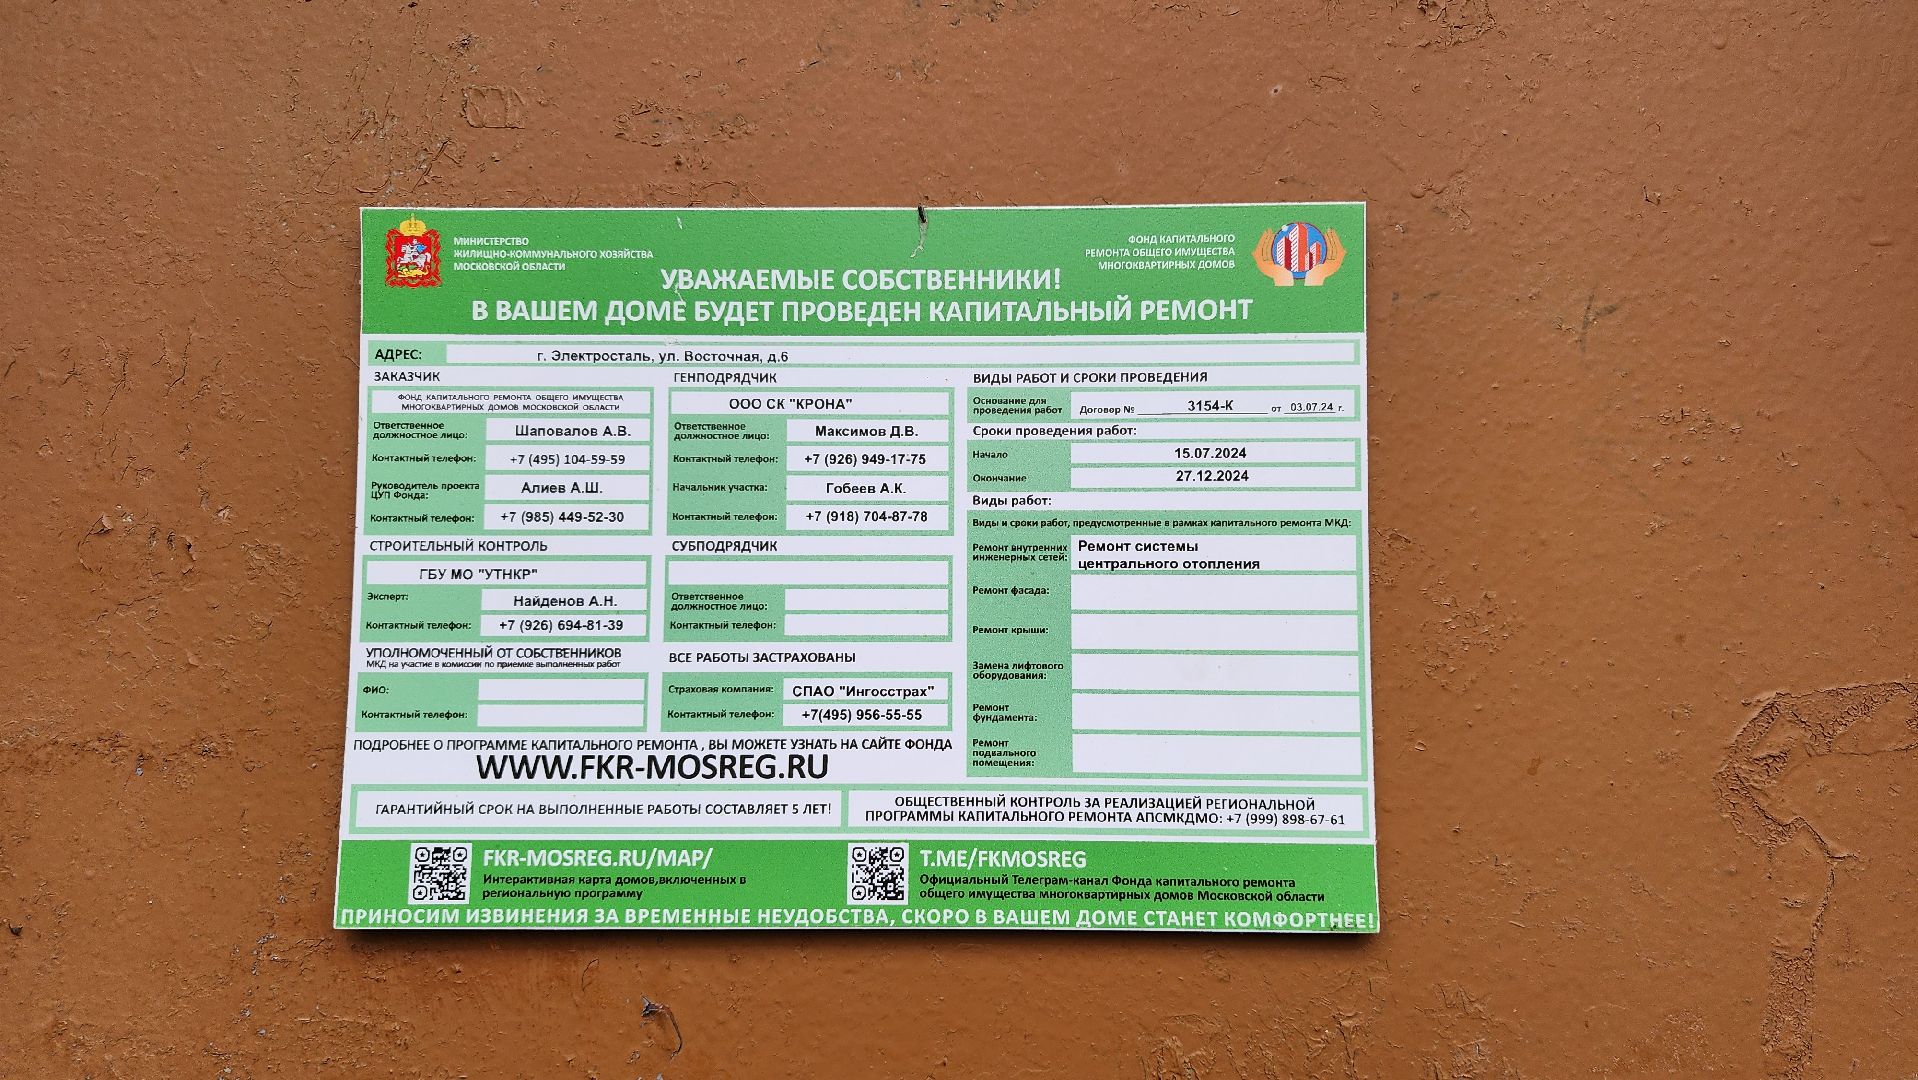 МИНИСТЕРСТВО
ЖИЛИЩНО-КОММУНАЛЬНОГО ХОЗЯЙСТВА
МОСКОВСКОЙ ОБЛАСТИ
ФОНД КАПИТАЛЬНОГО
РЕМОНТА ОБЩЕГО ИМУЩЕСТВА
МНОГОКВАРТИРНЫХ ДОМОВ
УВАЖАЕМЫЕ СОБСТВЕННИКИ!
В ВАШЕМ ДОМЕ БУДЕТ ПРОВЕДЕН КАПИТАЛЬНЫЙ РЕМОНТ
АДРЕС: г. Электросталь, ул. Восточная, д.6
ЗАКАЗЧИК
ФОНД КАПИТАЛЬНОГО РЕМОНТА ОБЩЕГО ИМУЩЕСТВА
МНОГОКВАРТИРНЫХ ДОМОВ МОСКОВСКОЙ ОБЛАСТИ
Ответственное
должностное лицо: Шаповалов А.В.
Контактный телефон: +7 (495) 104-59-59
Руководитель проекта
ЦУП Фонда: Алиев А.Ш.
Контактный телефон: +7 (985) 449-52-30
СТРОИТЕЛЬНЫЙ КОНТРОЛЬ
ГБУ МО "УТНКР"
Эксперт: Найденов А.Н.
Контактный телефон: +7 (926) 694-81-39
УПОЛНОМОЧЕННЫЙ ОТ СОБСТВЕННИКОВ
МКД на участие в комиссии по приемке выполненных работ
ФИО:
Контактный телефон:
ГЕНПОДРЯДЧИК
ООО СК "КРОНА"
Ответственное
должностное лицо: Максимов Д.В.
Контактный телефон: +7 (926) 949-17-75
Начальник участка: Гобеев А.К.
Контактный телефон: +7 (918) 704-87-78
СУБПОДРЯДЧИК
Ответственное
должностное лицо:
Контактный телефон:
ВСЕ РАБОТЫ ЗАСТРАХОВАНЫ
Страховая компания: СПАО "Ингосстрах"
Контактный телефон: +7(495) 956-55-55
ВИДЫ РАБОТ И СРОКИ ПРОВЕДЕНИЯ
Основание для
проведения работ Договор № 3154-К от 03.07.24 г.
Сроки проведения работ:
Начало 15.07.2024
Окончание 27.12.2024
Виды работ:
Виды и сроки работ, предусмотренные в рамках капитального ремонта МКД:
Ремонт внутренних
инженерных сетей: Ремонт системы
центрального отопления
Ремонт фасада:
Ремонт крыши:
Замена лифтового
оборудования:
Ремонт
фундамента:
Ремонт
подвального
помещения:
ПОДРОБНЕЕ О ПРОГРАММЕ КАПИТАЛЬНОГО РЕМОНТА , ВЫ МОЖЕТЕ УЗНАТЬ НА САЙТЕ ФОНДА
WWW.FKR-MOSREG.RU
ГАРАНТИЙНЫЙ СРОК НА ВЫПОЛНЕННЫЕ РАБОТЫ СОСТАВЛЯЕТ 5 ЛЕТ!
ОБЩЕСТВЕННЫЙ КОНТРОЛЬ ЗА РЕАЛИЗАЦИЕЙ РЕГИОНАЛЬНОЙ
ПРОГРАММЫ КАПИТАЛЬНОГО РЕМОНТА АПСМКДМО: +7 (999) 898-67-61
FKR-MOSREG.RU/MAP/
Интерактивная карта домов,включенных в
региональную программу
T.ME/FKMOSREG
Официальный Телеграм-канал Фонда капитального ремонта
общего имущества многоквартирных домов Московской области
ПРИНОСИМ ИЗВИНЕНИЯ ЗА ВРЕМЕННЫЕ НЕУДОБСТВА, СКОРО В ВАШЕМ ДОМЕ СТАНЕТ КОМФОРТНЕЕ!